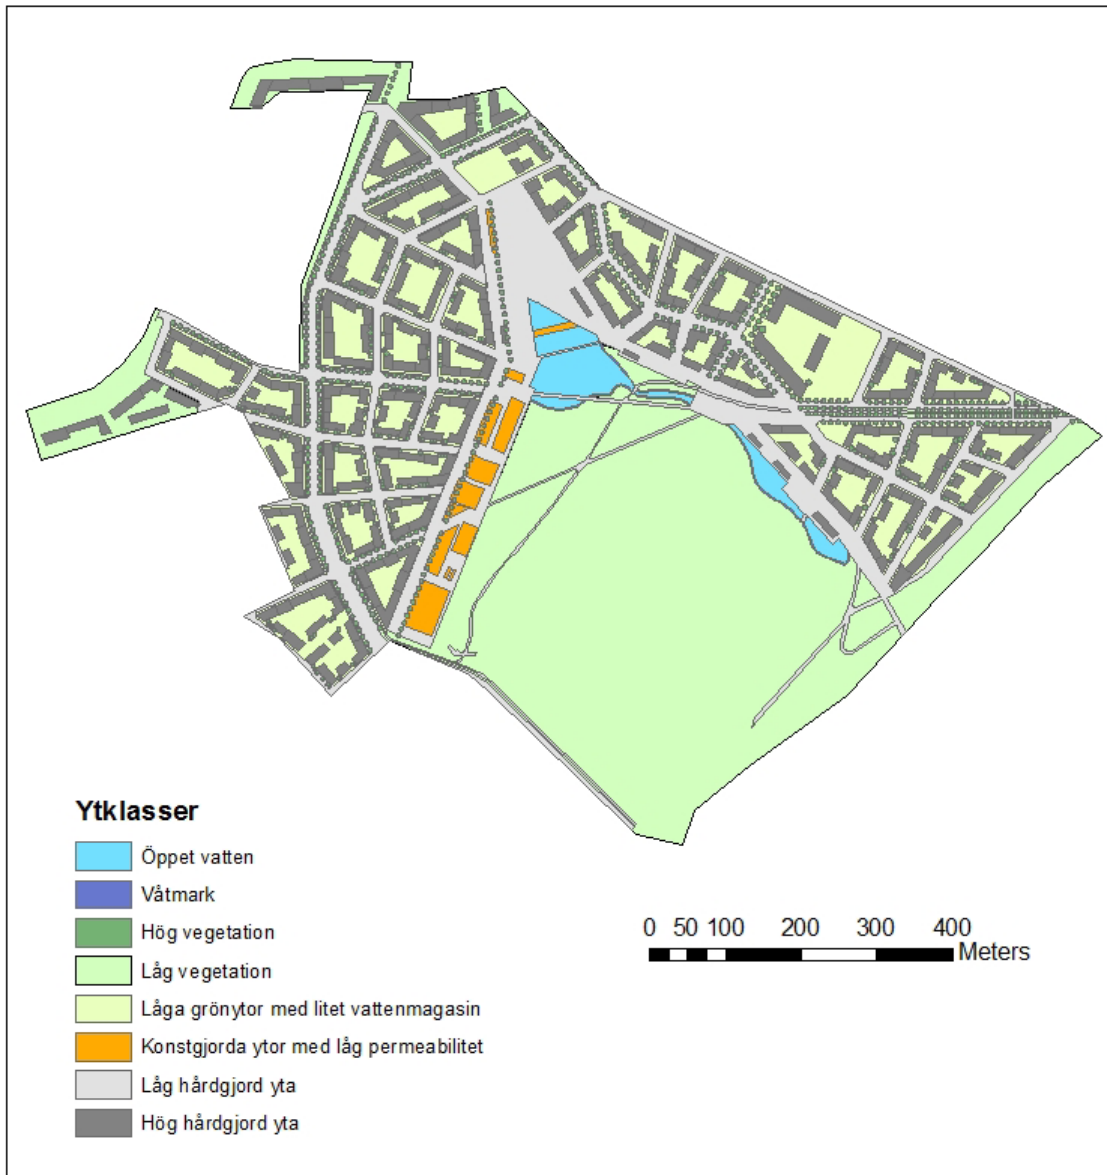 Ytklasser
Öppet vatten
Våtmark
Hög vegetation
Låg vegetation
Låga grönytor med litet vattenmagasin
Konstgjorda ytor med låg permeabilitet
Låg hårdgjord yta
Hög hårdgjord yta
0 50 100 200 300 400
Meters